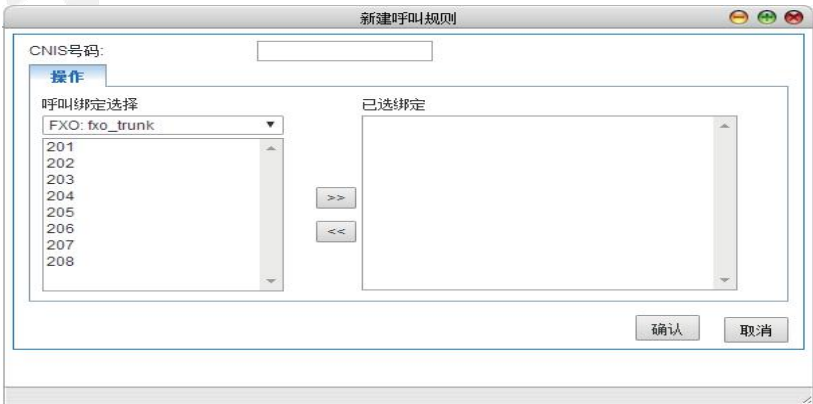 新建呼叫规则
CNIS号码:
操作
呼叫绑定选择
已选绑定
FXO: fxo_trunk
201
202
203
204
205
206
207
208
>>
<<
确认
取消